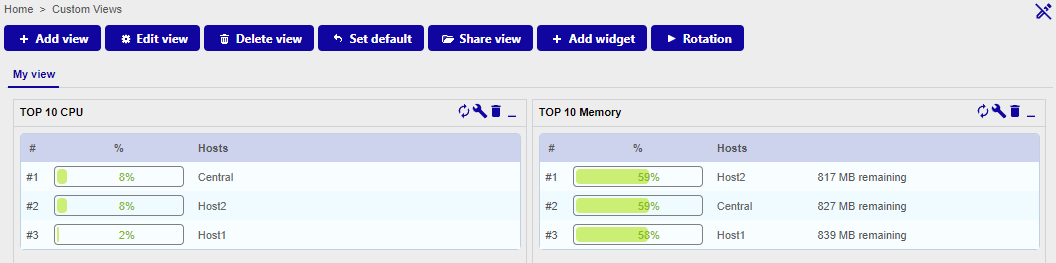 Home > Custom Views
Add view
Edit view
Delete view
Set default
Share view
Add widget
Rotation
My view
TOP 10 CPU
# % Hosts
#1 8% Central
#2 8% Host2
#3 2% Host1
TOP 10 Memory
# % Hosts
#1 59% Host2 817 MB remaining
#2 59% Central 827 MB remaining
#3 58% Host1 839 MB remaining